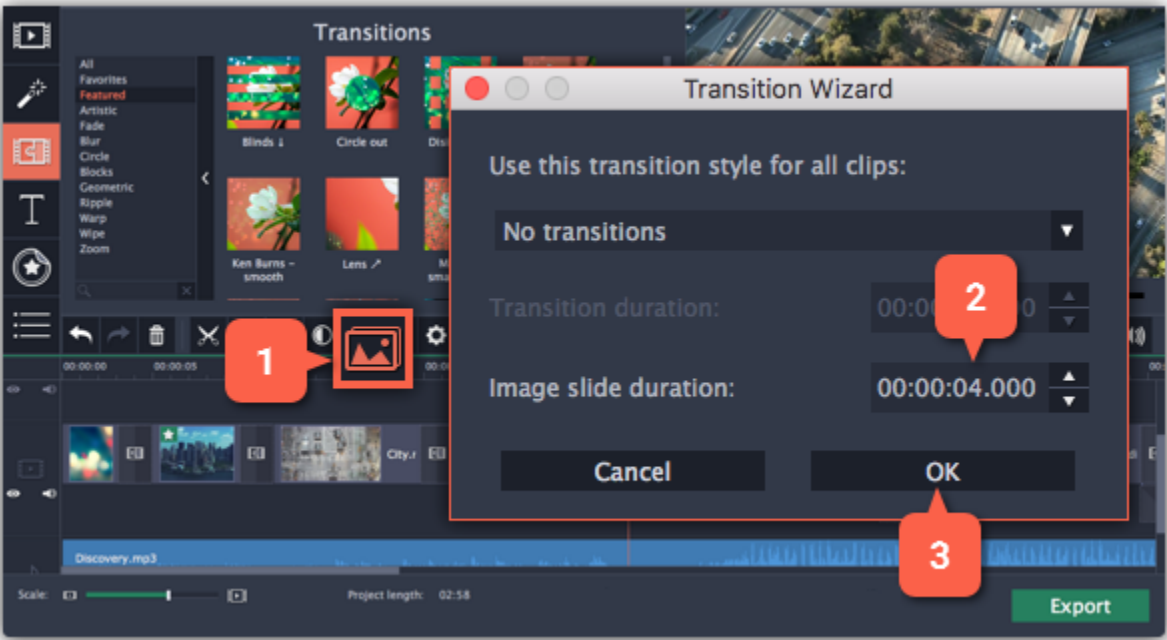 Transitions
All
Favorites
Featured
Artistic
Fade
Blur
Circle
Blocks
Geometric
Ripple
Warp
Wipe
Zoom
Blinds ↓
Circle out
Ken Burns –
smooth
Lens ↗
Transition Wizard
Use this transition style for all clips:
No transitions
Transition duration:
2
Image slide duration:
00:00:04.000
Cancel
OK
3
1
00:00:00
00:00:05
City.r
Discovery.mp3
Scale:
Project length: 02:58
Export